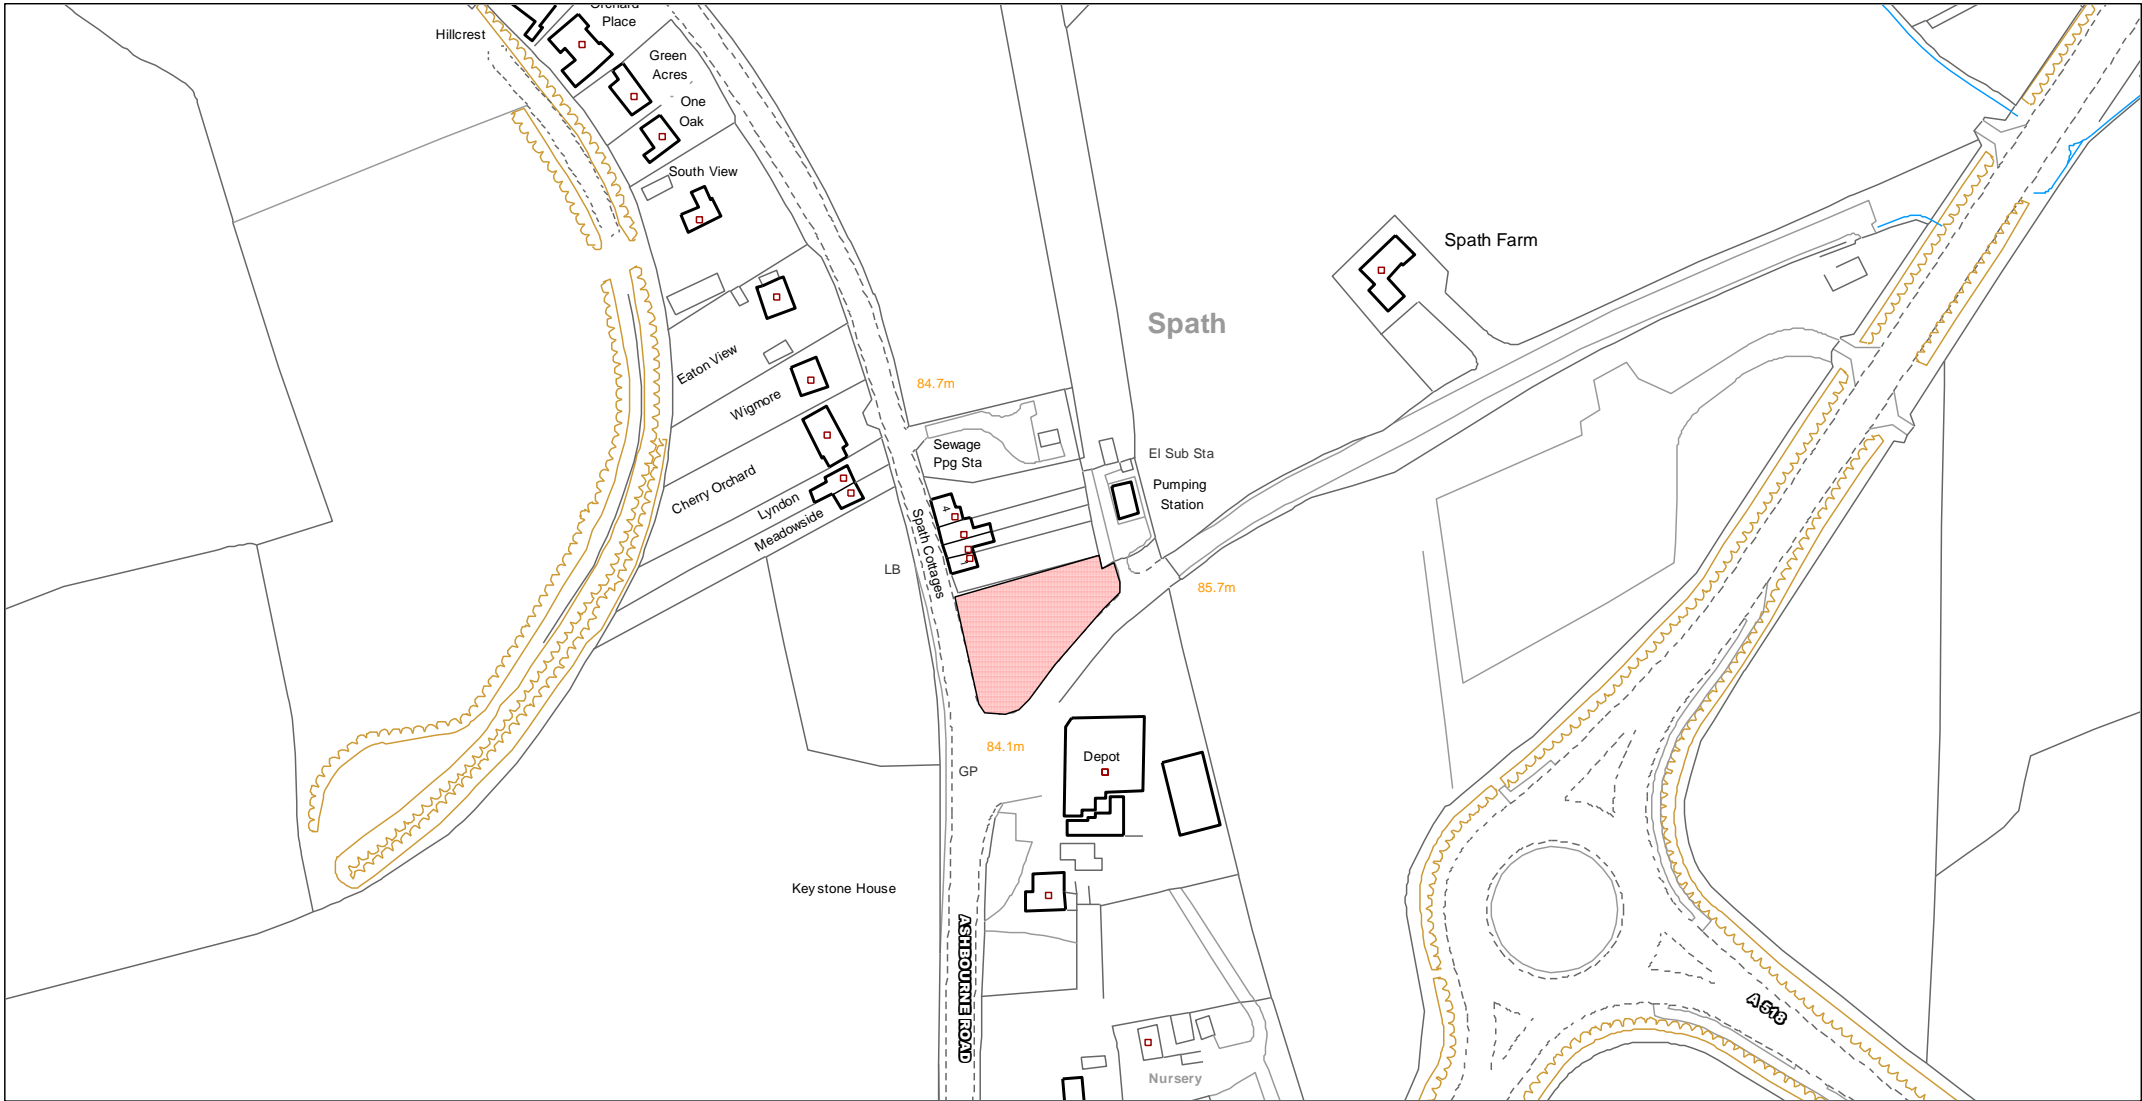 Orchard
Place
Hillcrest
Green
Acres
One
Oak
South View
Spath Farm
Spath
84.7m
Eaton View
Wigmore
Cherry Orchard
Lyndon
Meadowside
Sewage
Ppg Sta
El Sub Sta
Pumping
Station
4
1
Spath Cottages
LB
85.7m
84.1m
GP
Depot
Keystone House
ASHBOURNE ROAD
A 518
Nursery